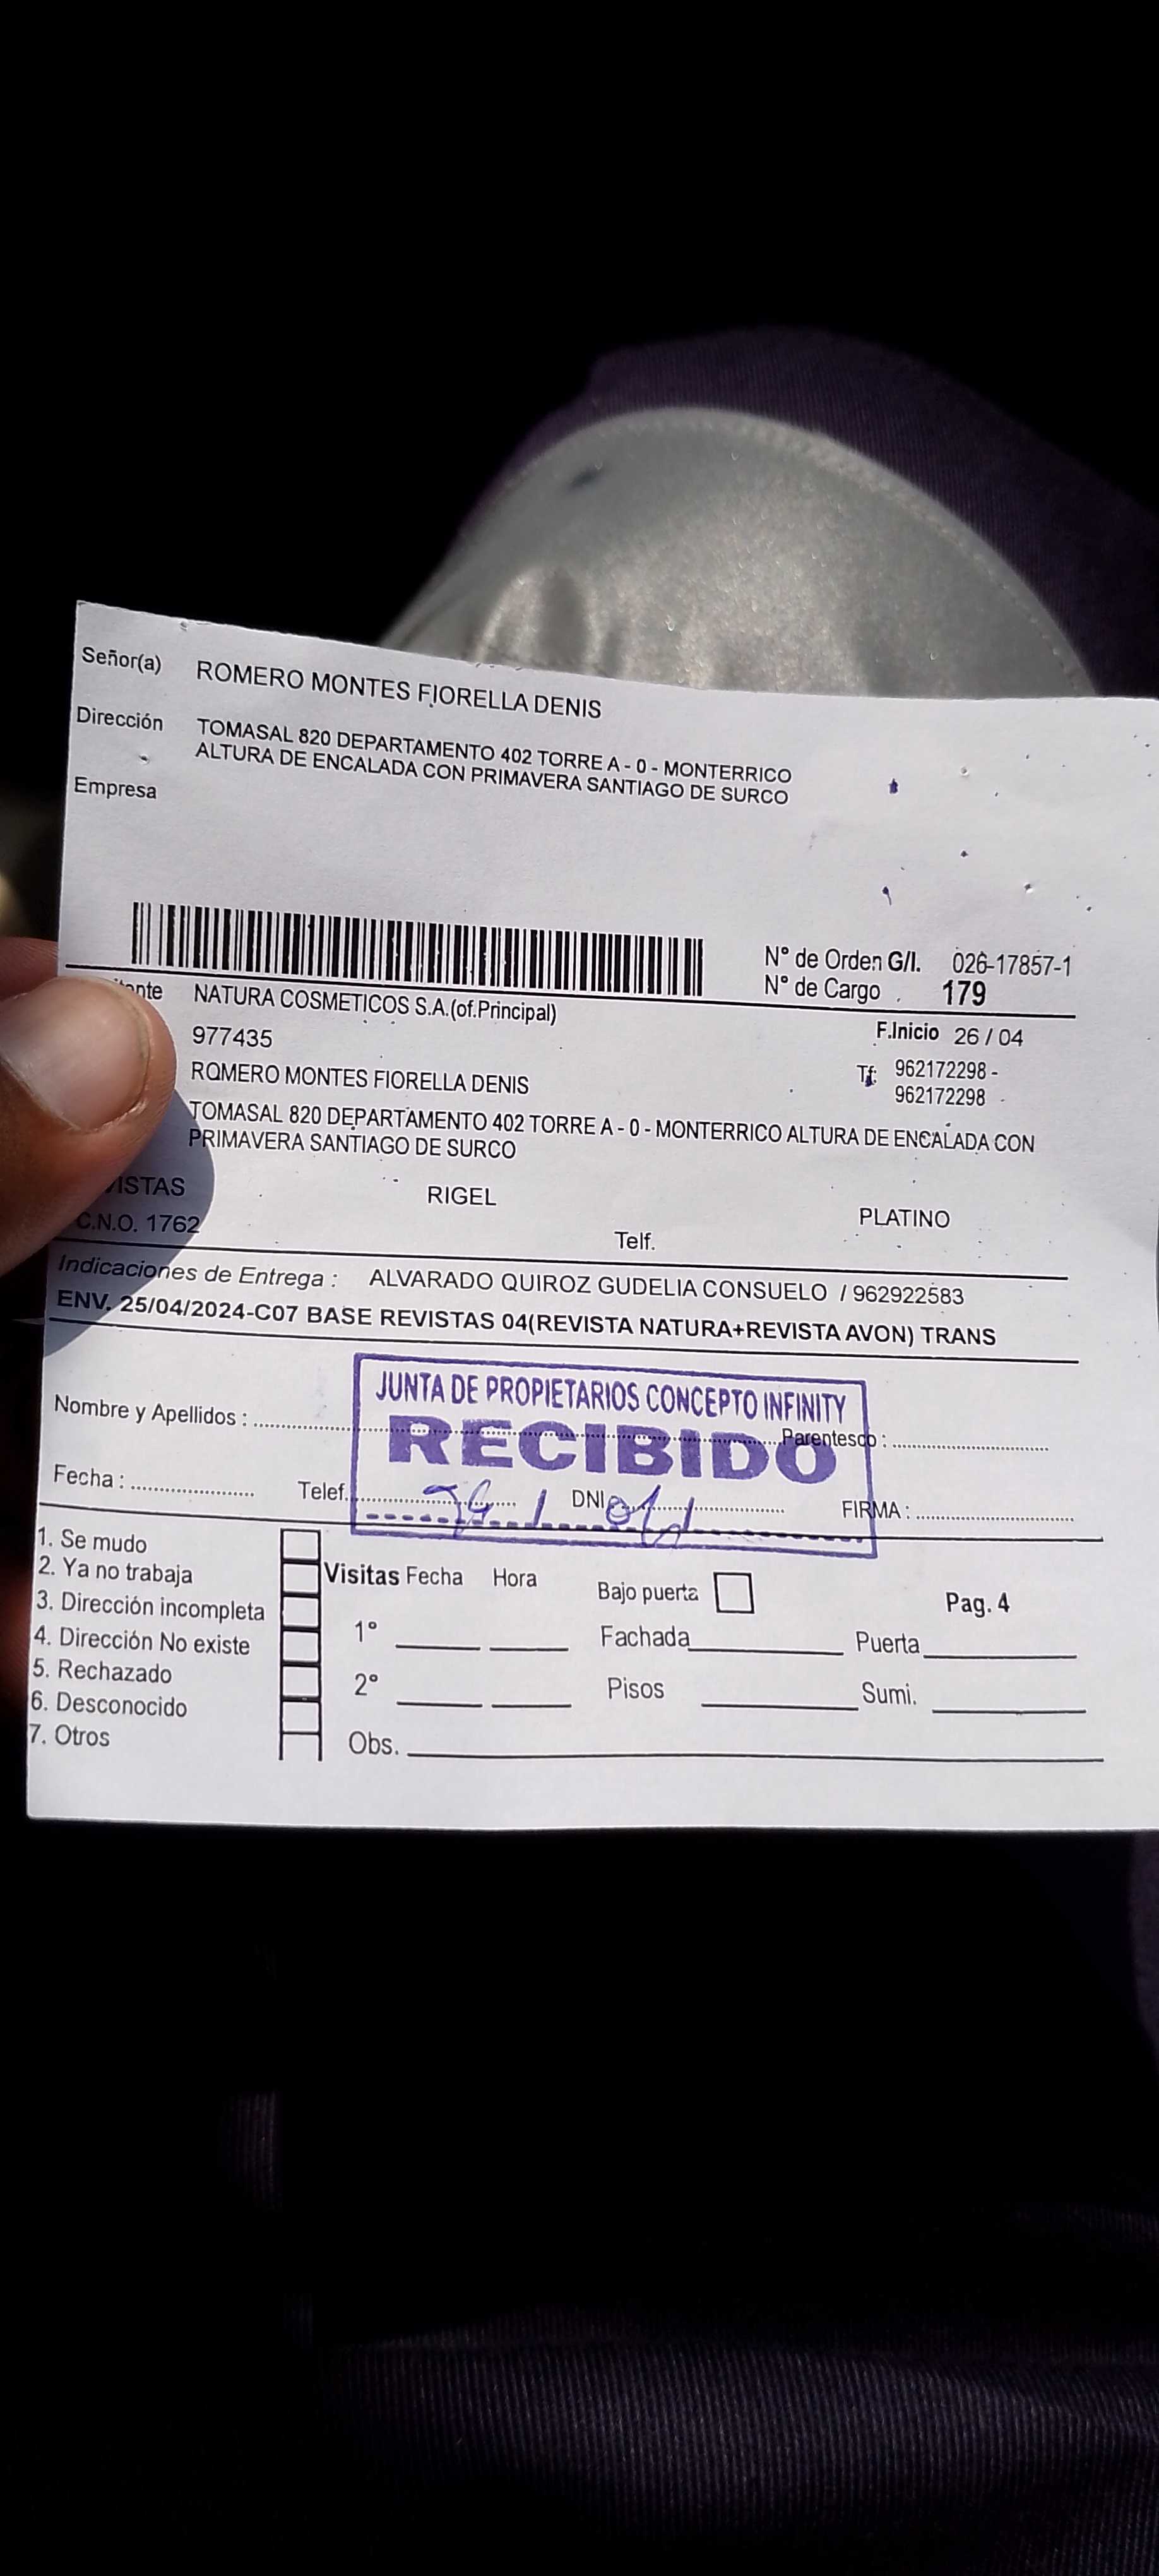 Señor(a) ROMERO MONTES FIORELLA DENIS
Dirección TOMASAL 820 DEPARTAMENTO 402 TORRE A - 0 - MONTERRICO
ALTURA DE ENCALADA CON PRIMAVERA SANTIAGO DE SURCO
Empresa
N° de Orden G/I. 026-17857-1
N° de Cargo 179
NATURA COSMETICOS S.A.(of.Principal)
F.Inicio 26 / 04
977435
Tf: 962172298 -
962172298 -
ROMERO MONTES FIORELLA DENIS
TOMASAL 820 DEPARTAMENTO 402 TORRE A - 0 - MONTERRICO ALTURA DE ENCALADA CON
PRIMAVERA SANTIAGO DE SURCO
RIGEL PLATINO
C.N.O. 1762 Telf.
Indicaciones de Entrega : ALVARADO QUIROZ GUDELIA CONSUELO / 962922583
ENV. 25/04/2024-C07 BASE REVISTAS 04(REVISTA NATURA+REVISTA AVON) TRANS
JUNTA DE PROPIETARIOS CONCEPTO INFINITY
RECIBIDO
Nombre y Apellidos : Parentesco :
Fecha : Telef. DNI FIRMA :
1. Se mudo
2. Ya no trabaja
3. Dirección incompleta
4. Dirección No existe
5. Rechazado
6. Desconocido
7. Otros
Visitas Fecha Hora Bajo puerta Pag. 4
1° Fachada Puerta
2° Pisos Sumi.
Obs.